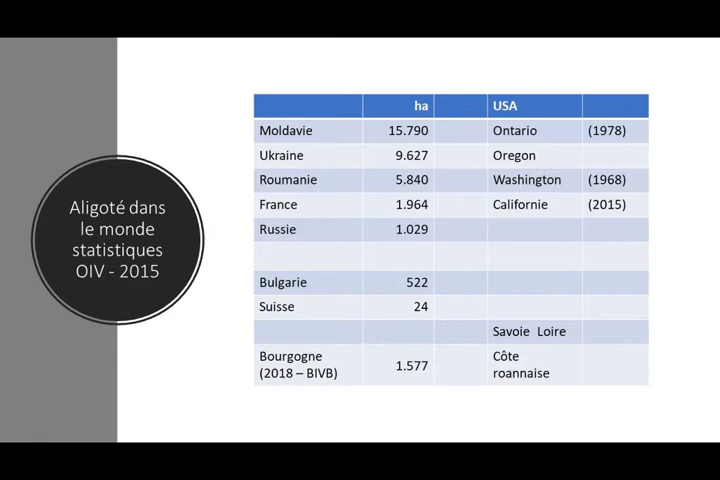 Aligoté dans
le monde
statistiques
OIV - 2015
ha USA
Moldavie 15.790 Ontario (1978)
Ukraine 9.627 Oregon
Roumanie 5.840 Washington (1968)
France 1.964 Californie (2015)
Russie 1.029
Bulgarie 522
Suisse 24
Savoie Loire
Bourgogne
(2018 – BIVB) 1.577 Côte
roannaise